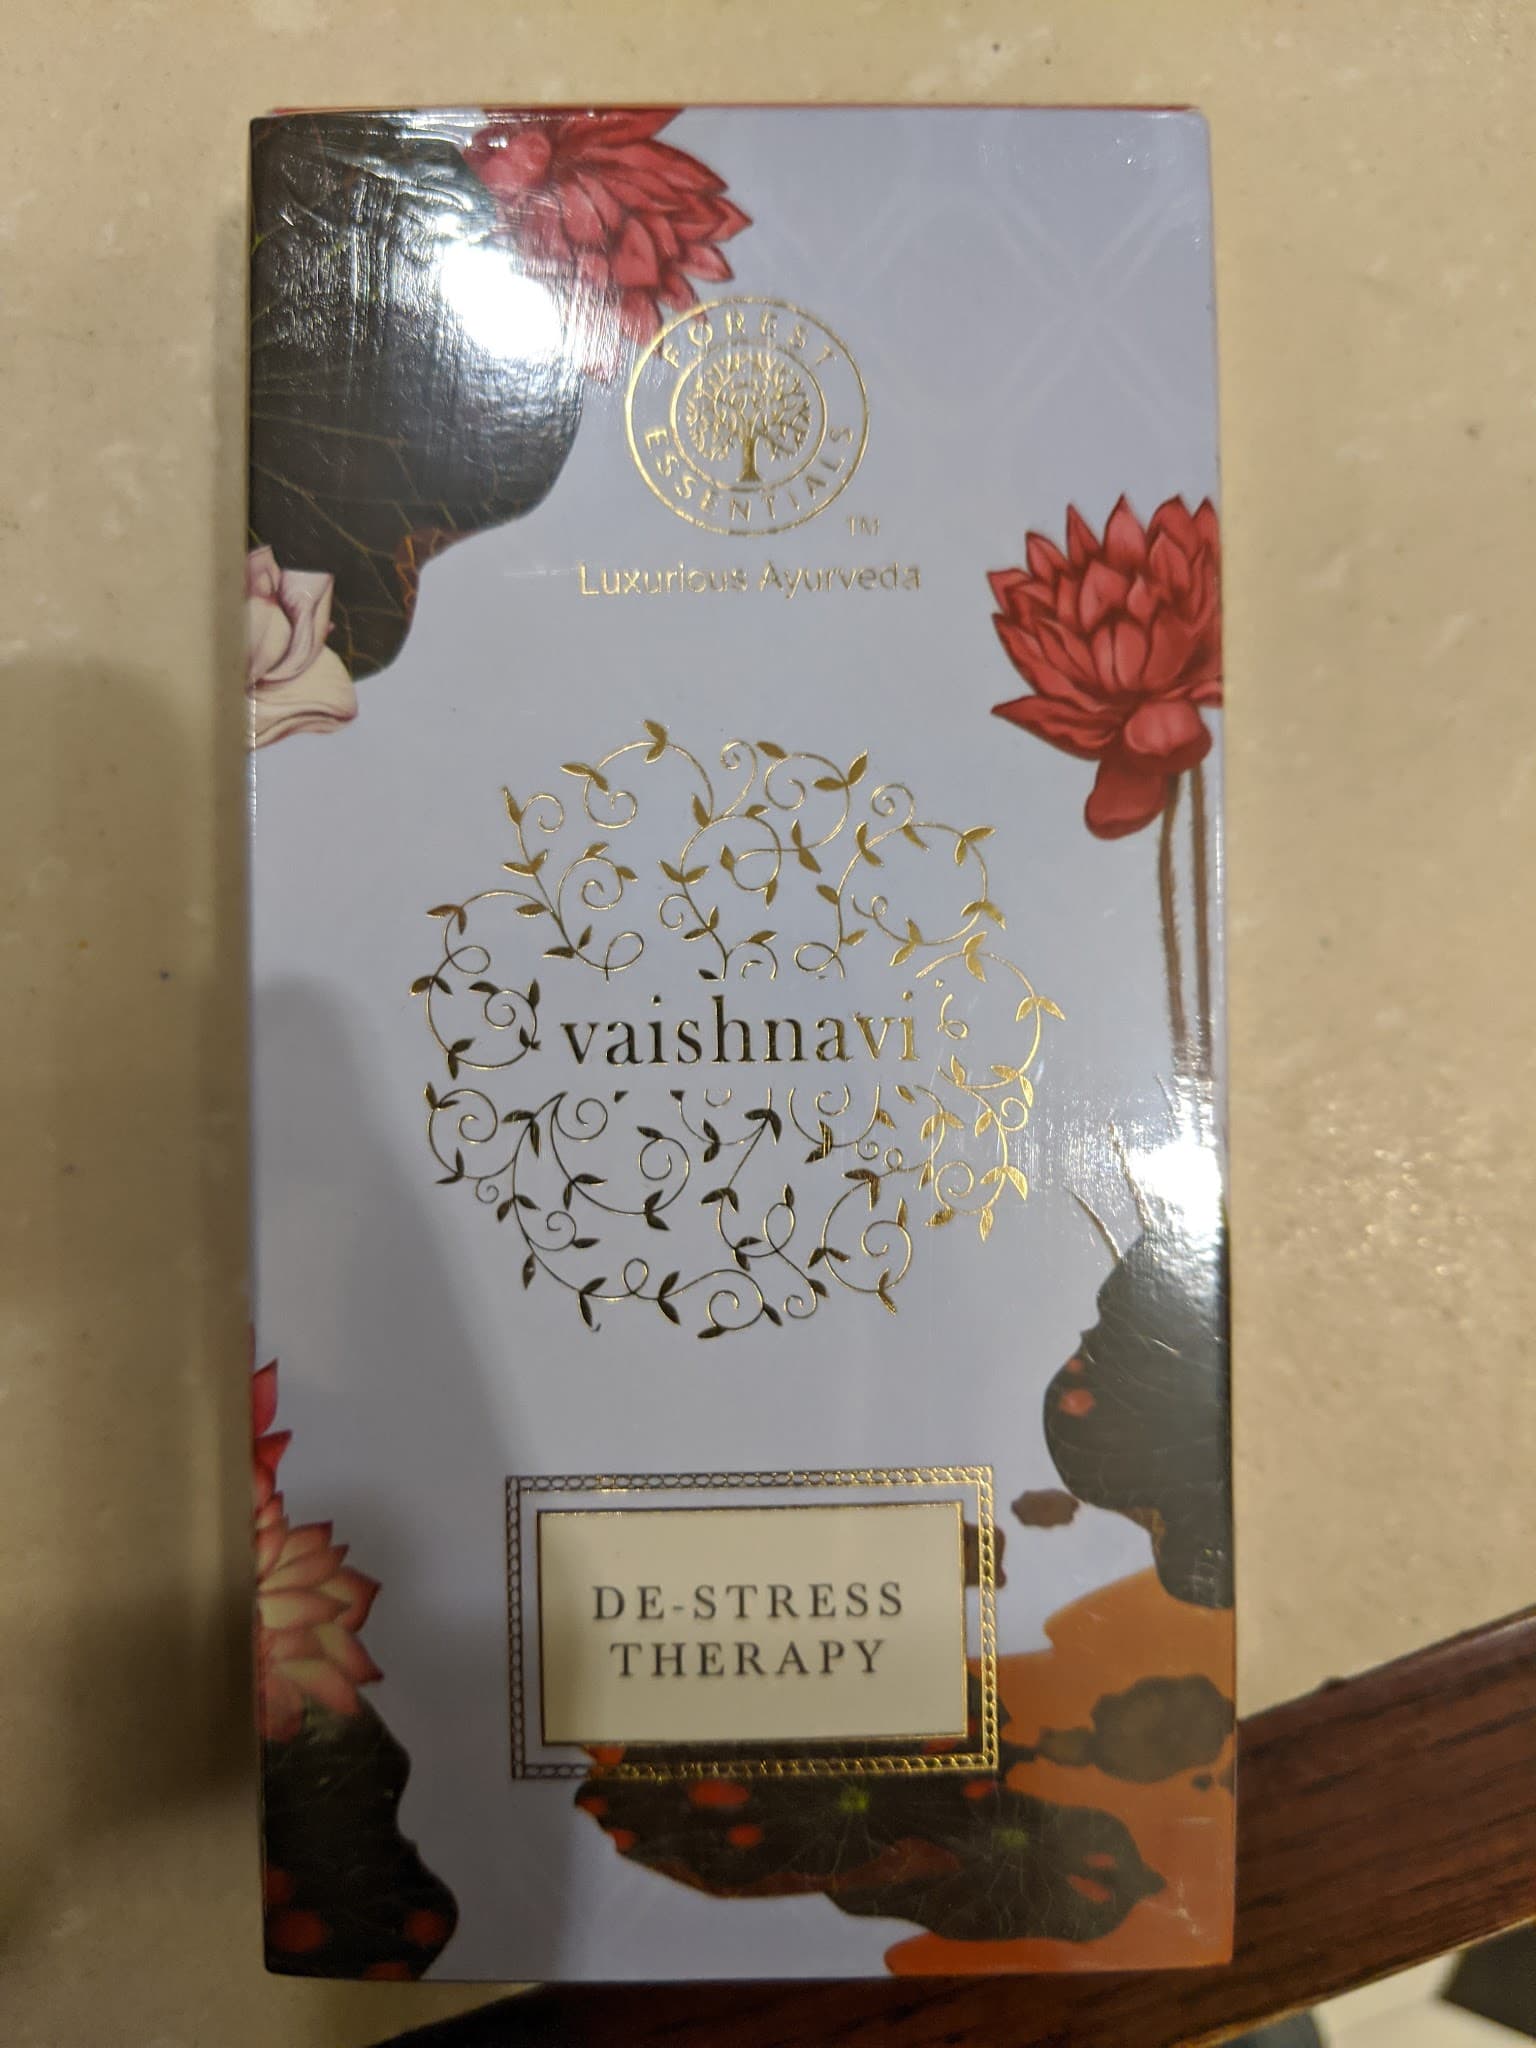 FOREST
ESSENTIALS
TM
Luxurious Ayurveda
vaishnavi
DE-STRESS
THERAPY